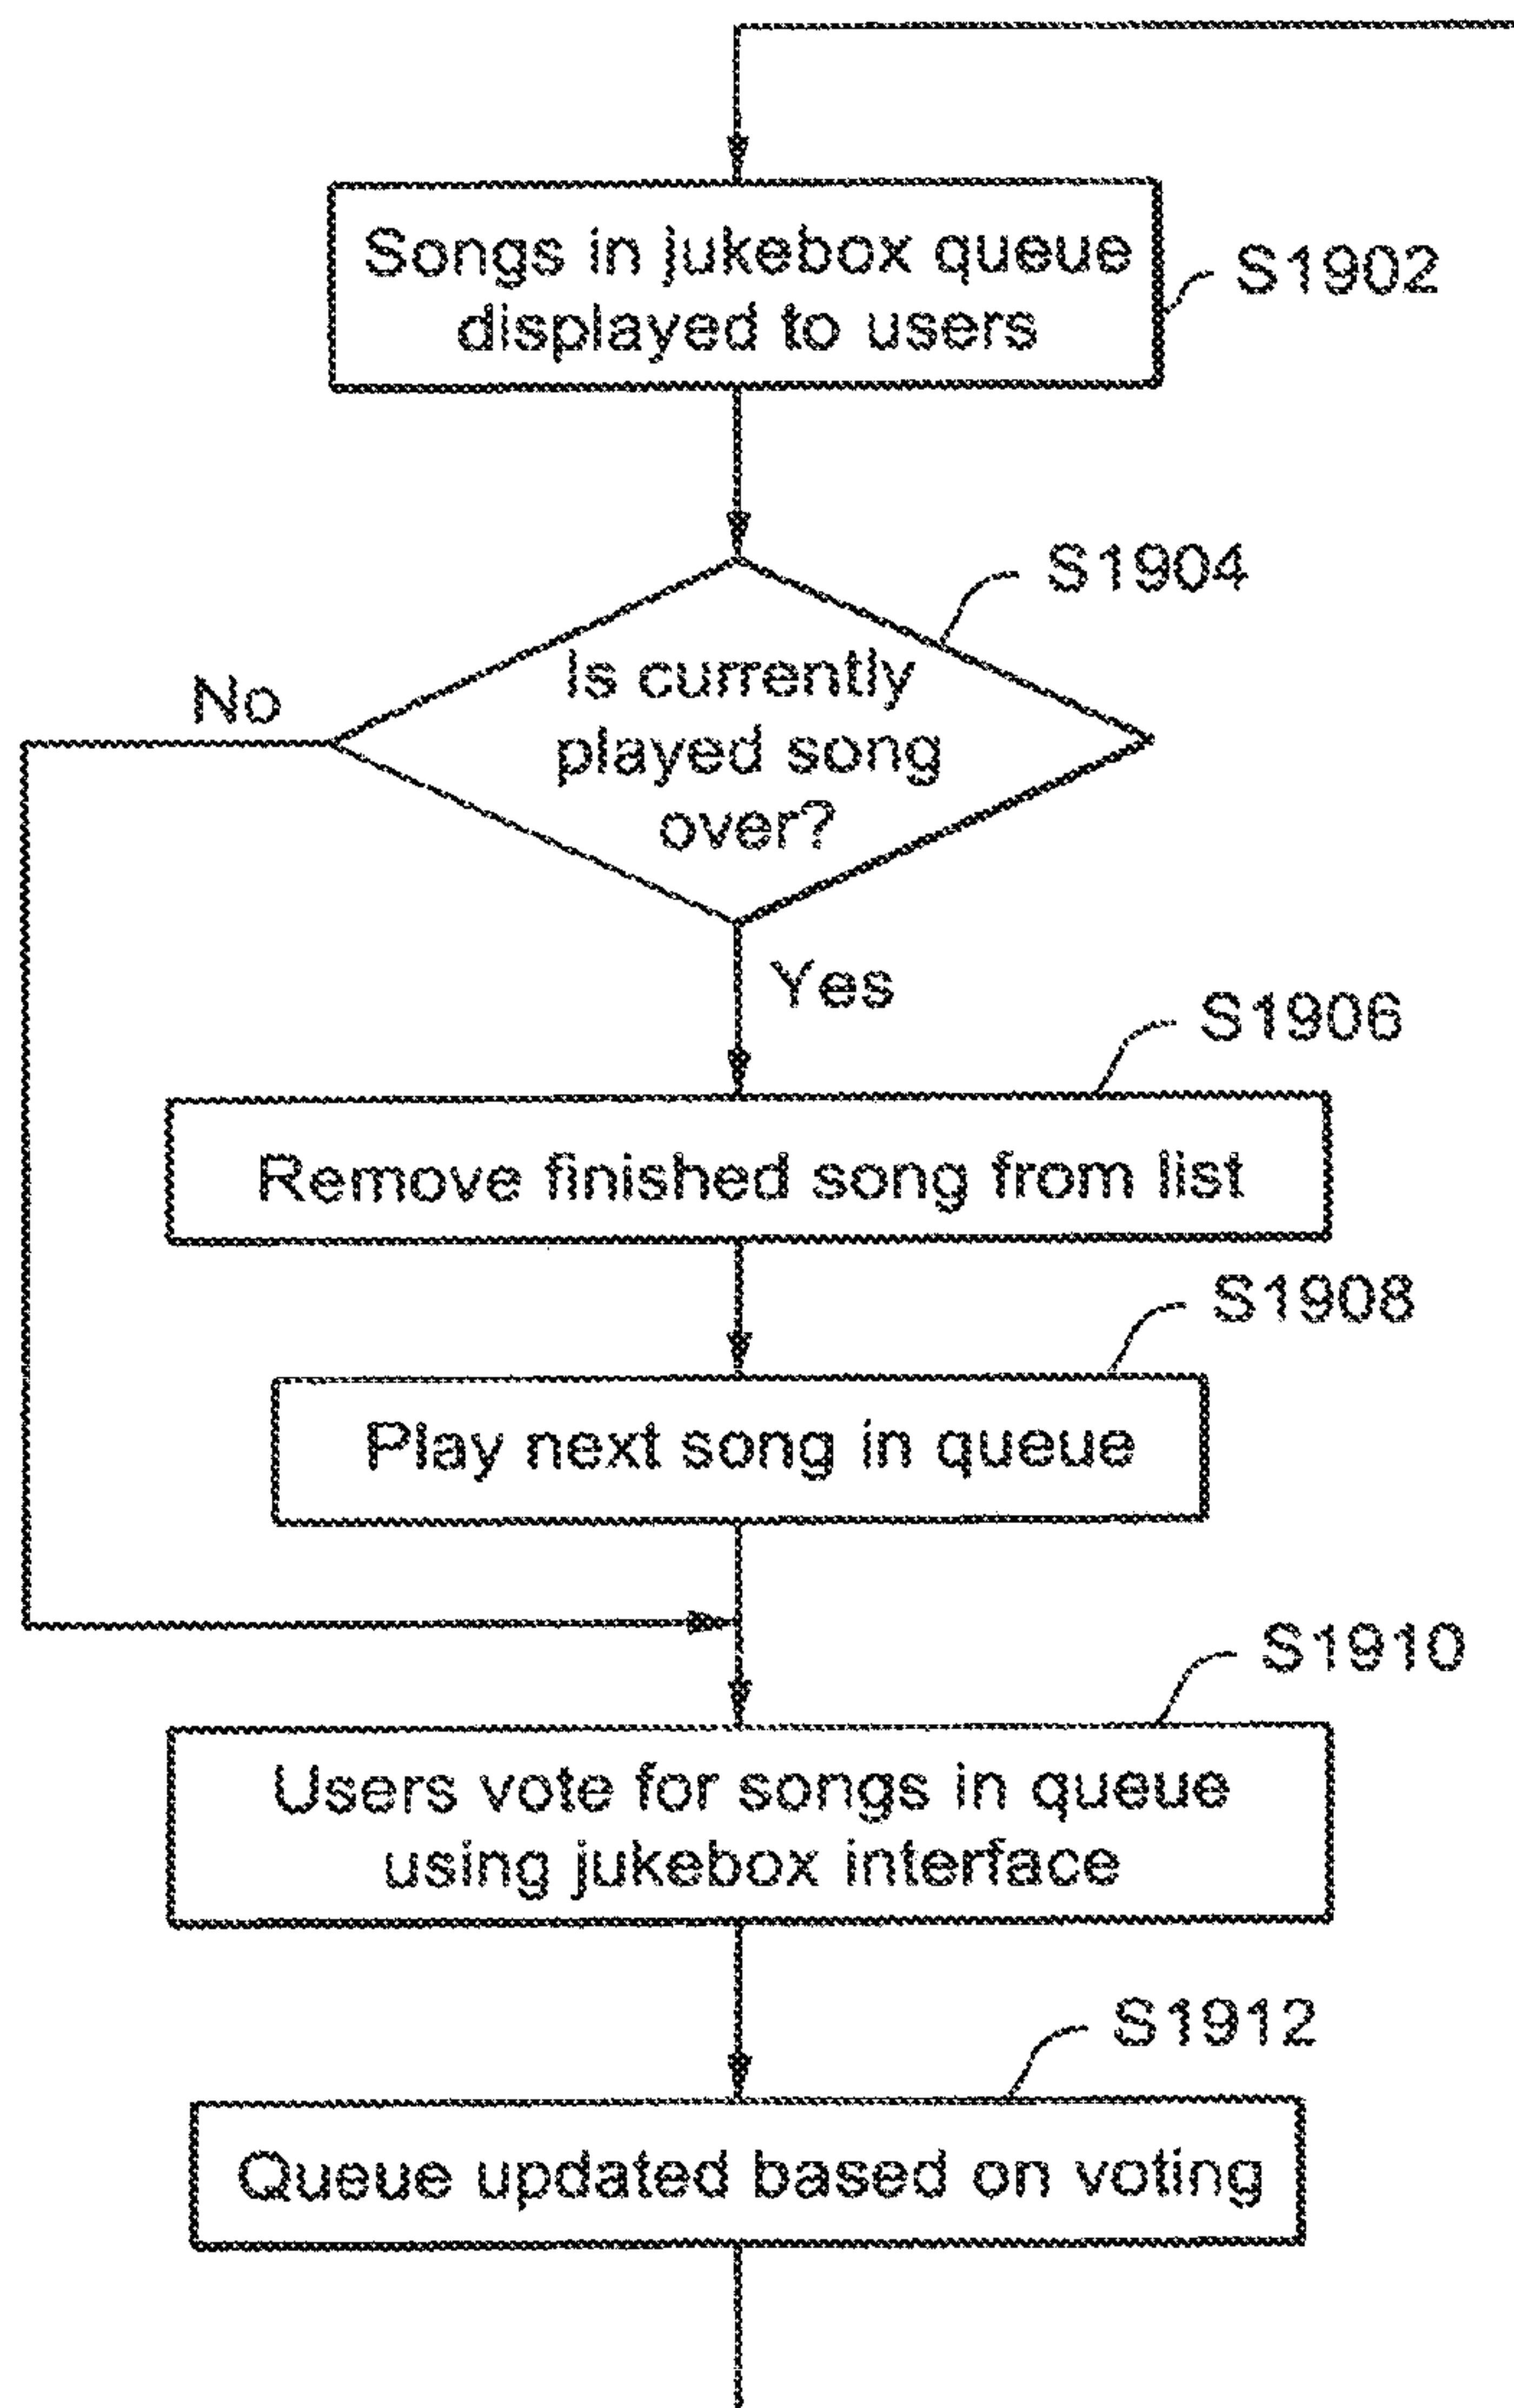 Songs in jukebox queue
displayed to users
S1902
S1904
Is currently
played song
over?
No
Yes
S1906
Remove finished song from list
S1908
Play next song in queue
S1910
Users vote for songs in queue
using jukebox interface
S1912
Queue updated based on voting